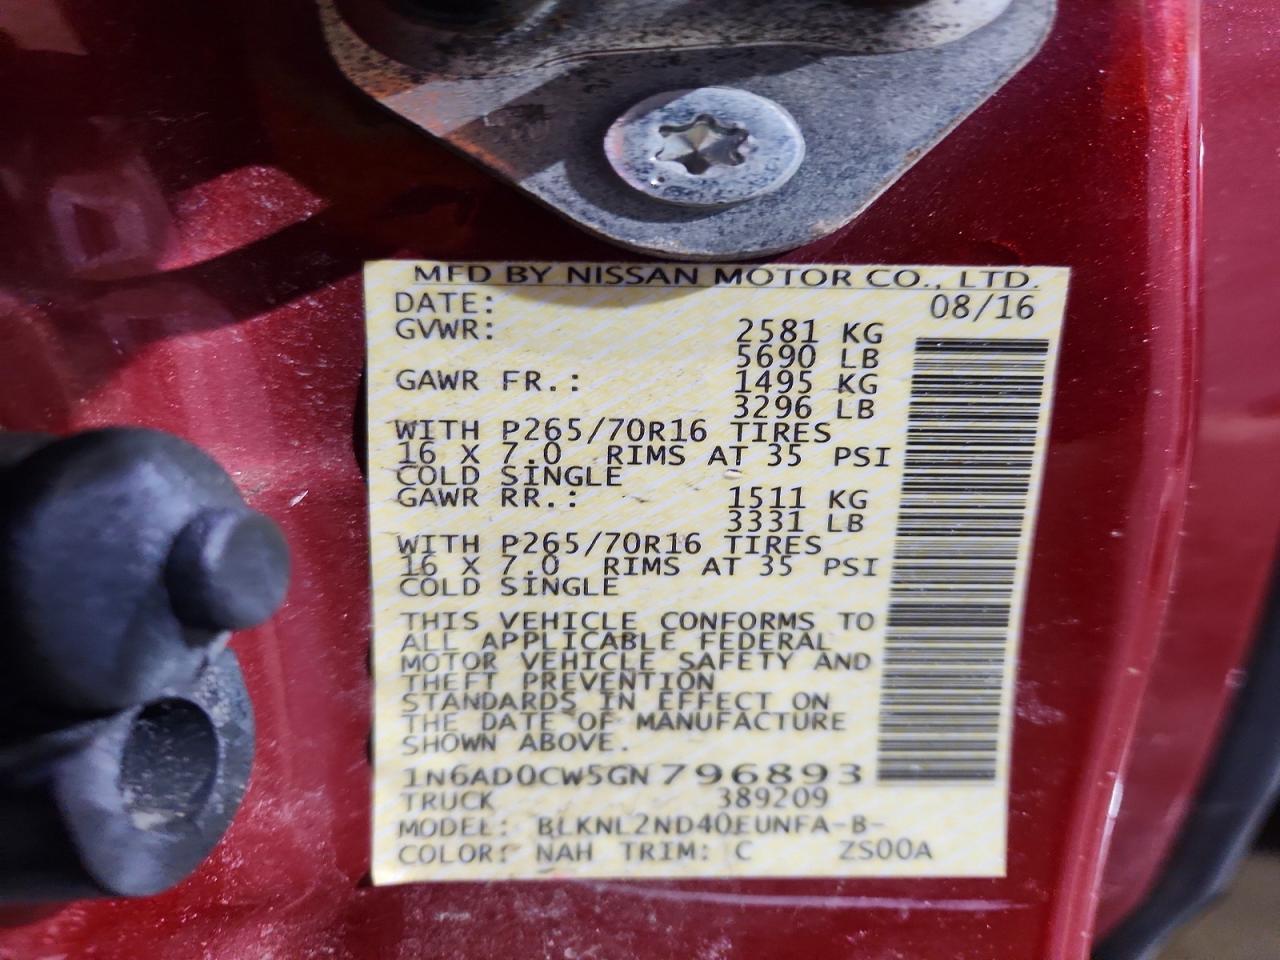 MFD BY NISSAN MOTOR CO., LTD.
DATE: 08/16
GVWR: 2581 KG
5690 LB
GAWR FR.: 1495 KG
3296 LB
WITH P265/70R16 TIRES
16 X 7.0 RIMS AT 35 PSI
COLD SINGLE
GAWR RR.: 1511 KG
3331 LB
WITH P265/70R16 TIRES
16 X 7.0 RIMS AT 35 PSI
COLD SINGLE
THIS VEHICLE CONFORMS TO
ALL APPLICABLE FEDERAL
MOTOR VEHICLE SAFETY AND
THEFT PREVENTION
STANDARDS IN EFFECT ON
THE DATE OF MANUFACTURE
SHOWN ABOVE.
1N6AD0CW5GN796893
TRUCK 389209
MODEL: BLKNL2ND40EUNFA-B-
COLOR: NAH TRIM: C ZS00A